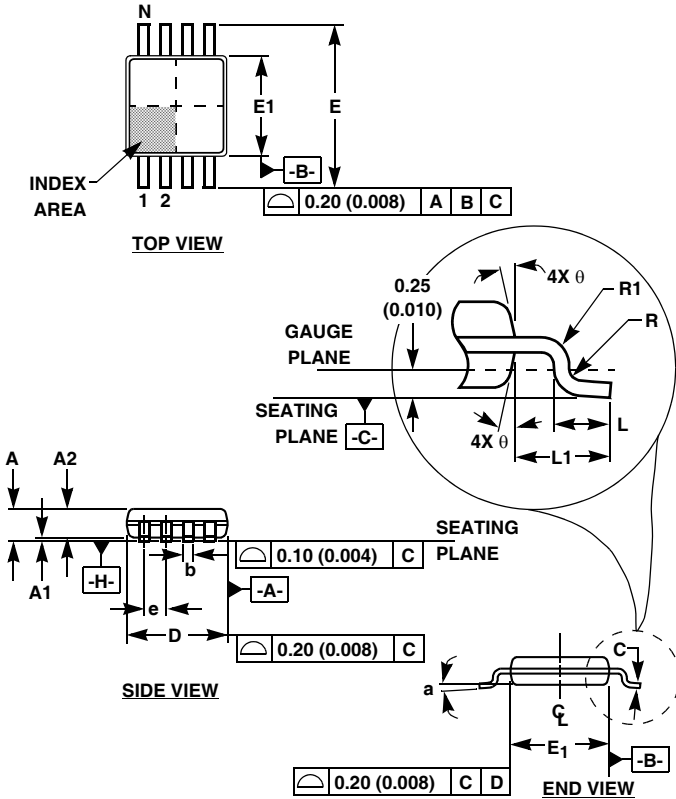 N
E1
E
-B-
INDEX
AREA
1 2
0.20 (0.008) A B C
TOP VIEW
0.25
(0.010)
4X θ
R1
R
GAUGE
PLANE
SEATING
PLANE
-C-
4X θ
L
L1
A A2
SEATING
PLANE
A1
-H-
b
0.10 (0.004) C
e
-A-
D
0.20 (0.008) C
SIDE VIEW
C
a
CL
E1
-B-
0.20 (0.008) C D
END VIEW